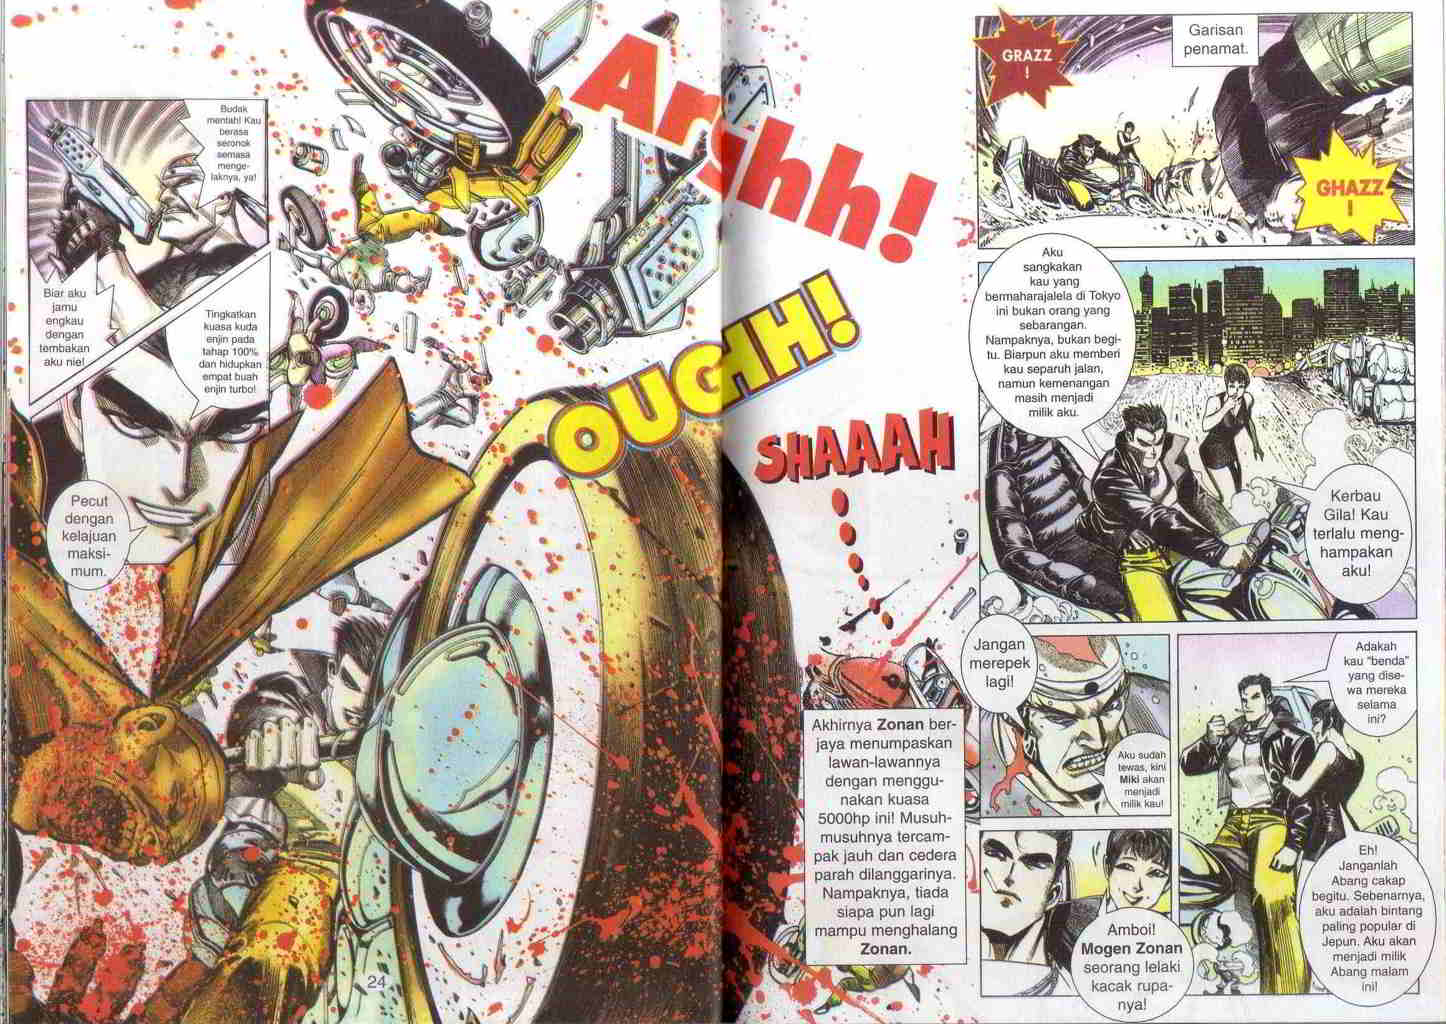 Budak
mentah! Kau
berasa
seronok
semasa
menge-
laknya, ya!
Biar aku
jamu
engkau
dengan
tembakan
aku nie!
Tingkatkan
kuasa kuda
enjin pada
tahap 100%
dan hidupkan
empat buah
enjin turbo!
Pecut
dengan
kelajuan
maksi-
mum.
Arghh!
OUGHH!
SHAAAH
Akhirnya Zonan ber-
jaya menumpaskan
lawan-lawannya
dengan menggu-
nakan kuasa
5000hp ini! Musuh-
musuhnya tercam-
pak jauh dan cedera
parah dilanggarinya.
Nampaknya, tiada
siapa pun lagi
mampu menghalang
Zonan.
24
GRAZZ
!
Garisan
penamat.
GHAZZ
!
Aku
sangkakan
kau yang
bermaharajalela di Tokyo
ini bukan orang yang
sebarangan.
Nampaknya, bukan begi-
tu. Biarpun aku memberi
kau separuh jalan,
namun kemenangan
masih menjadi
milik aku.
Kerbau
Gila! Kau
terlalu meng-
hampakan
aku!
Jangan
merepek
lagi!
Aku sudah
tewas, kini
Miki akan
menjadi
milik kau!
Adakah
kau "benda"
yang dise-
wa mereka
selama
ini?
Amboi!
Mogen Zonan
seorang lelaki
kacak rupa-
nya!
Eh!
Janganlah
Abang cakap
begitu. Sebenarnya,
aku adalah bintang
paling popular di
Jepun. Aku akan
menjadi milik
Abang malam
ini!